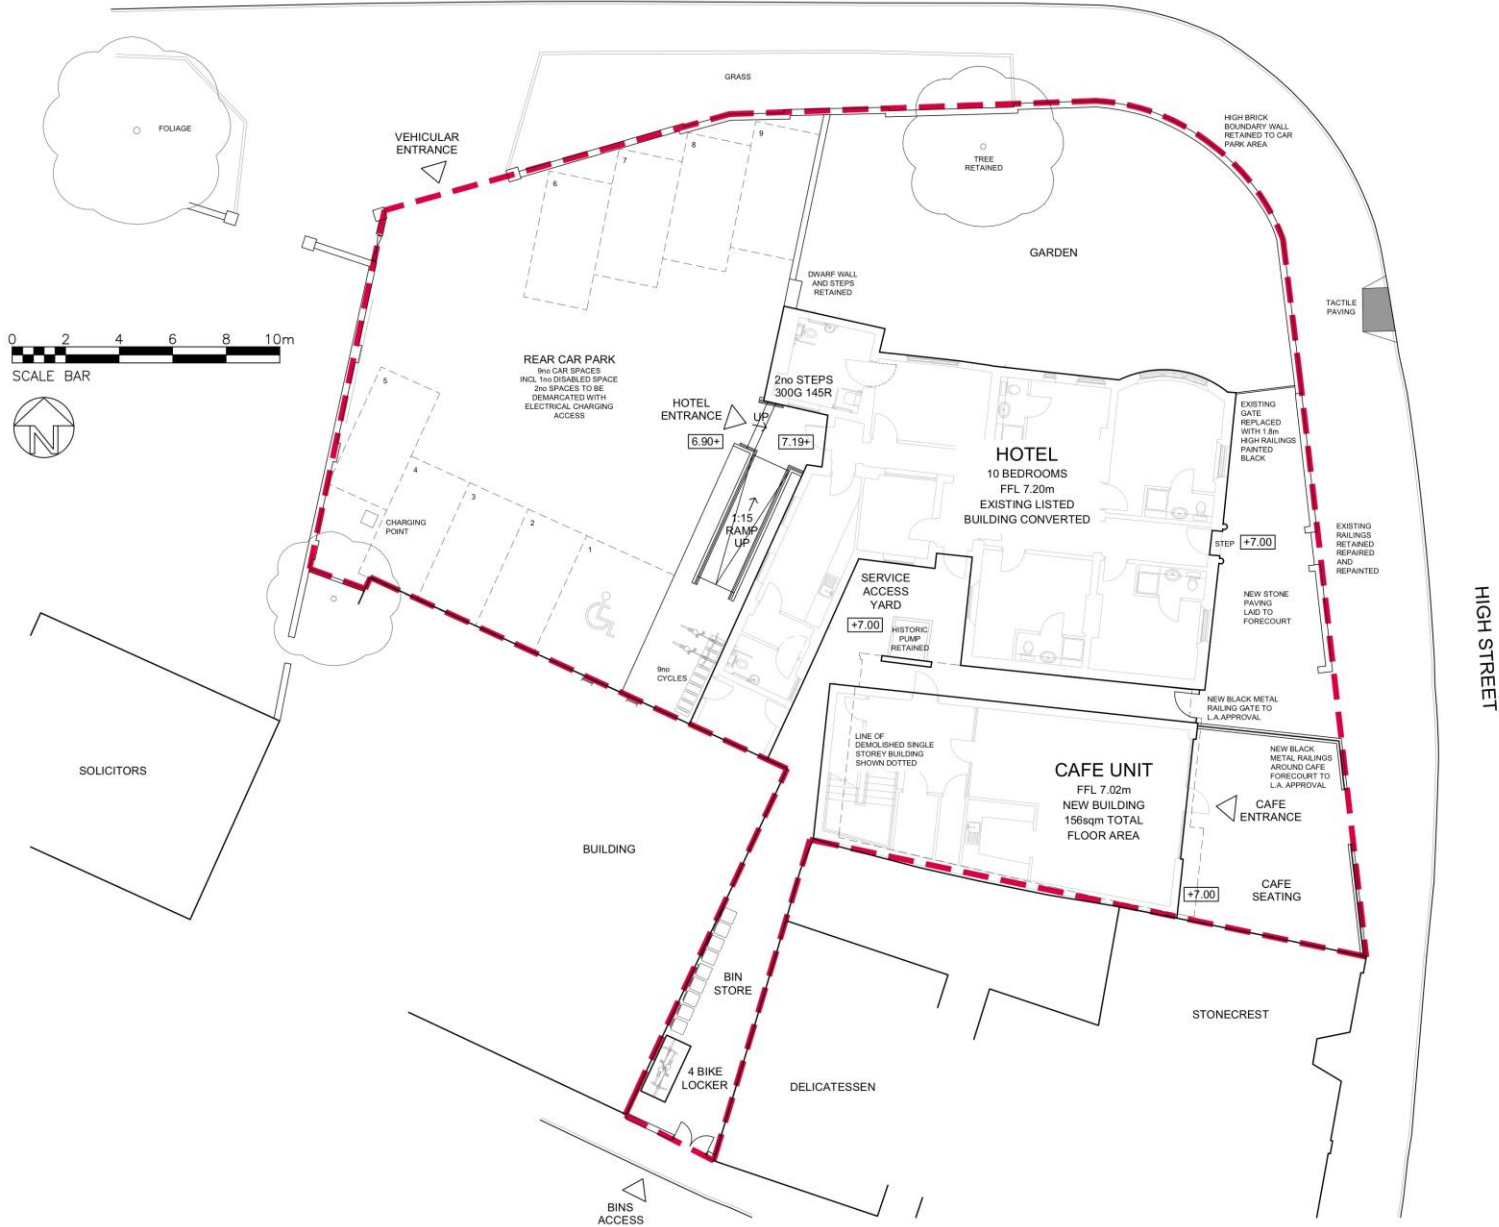 GRASS
FOLIAGE
VEHICULAR
ENTRANCE
HIGH BRICK
BOUNDARY WALL
RETAINED TO CAR
PARK AREA
9
8
7
6
TREE
RETAINED
GARDEN
DWARF WALL
AND STEPS
RETAINED
TACTILE
PAVING
0 2 4 6 8 10m
SCALE BAR
N
REAR CAR PARK
9no CAR SPACES
INCL 1no DISABLED SPACE
2no SPACES TO BE
DEMARCATED WITH
ELECTRICAL CHARGING
ACCESS
5
4
3
2
1
CHARGING
POINT
2no STEPS
300G 145R
HOTEL
ENTRANCE
UP
6.90+
7.19+
1:15
RAMP
UP
HOTEL
10 BEDROOMS
FFL 7.20m
EXISTING LISTED
BUILDING CONVERTED
EXISTING
GATE
REPLACED
WITH 1.8m
HIGH RAILINGS
PAINTED
BLACK
STEP
+7.00
EXISTING
RAILINGS
RETAINED
REPAIRED
AND
REPAINTED
SERVICE
ACCESS
YARD
+7.00
HISTORIC
PUMP
RETAINED
NEW STONE
PAVING
LAID TO
FORECOURT
HIGH STREET
9no
CYCLES
NEW BLACK METAL
RAILING GATE TO
L.A.APPROVAL
LINE OF
DEMOLISHED SINGLE
STOREY BUILDING
SHOWN DOTTED
CAFE UNIT
FFL 7.02m
NEW BUILDING
156sqm TOTAL
FLOOR AREA
NEW BLACK
METAL RAILINGS
AROUND CAFE
FORECOURT TO
L.A. APPROVAL
CAFE
ENTRANCE
SOLICITORS
BUILDING
CAFE
SEATING
+7.00
BIN
STORE
STONECREST
4 BIKE
LOCKER
DELICATESSEN
BINS
ACCESS